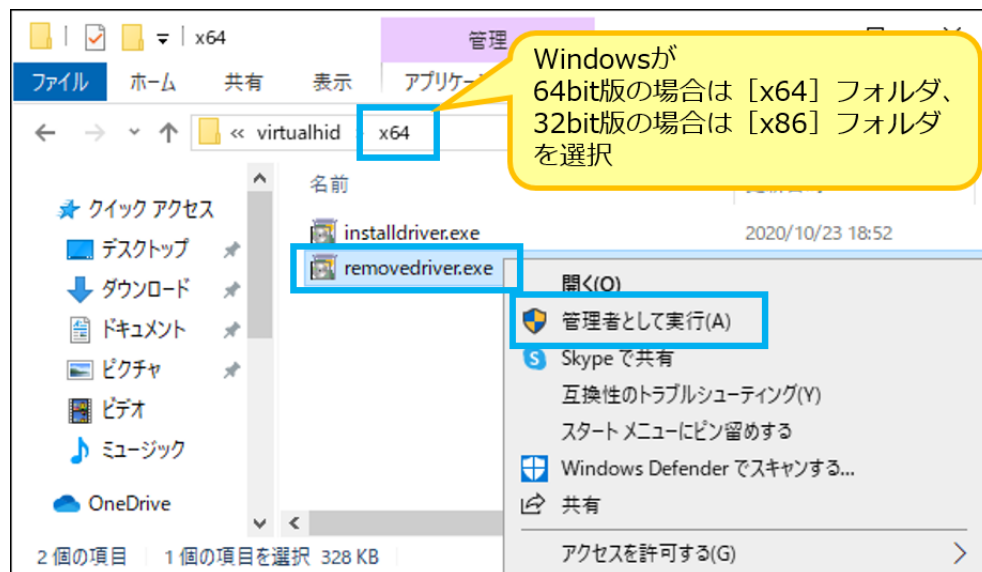 x64
管理
ファイル
ホーム
共有
表示
Windowsが
64bit版の場合は［x64］フォルダ、
32bit版の場合は［x86］フォルダ
を選択
« virtualhid
x64
名前
クイック アクセス
デスクトップ
ダウンロード
ドキュメント
ピクチャ
ビデオ
ミュージック
OneDrive
installdriver.exe
2020/10/23 18:52
removedriver.exe
開く(O)
管理者として実行(A)
Skype で共有
互換性のトラブルシューティング(Y)
スタート メニューにピン留めする
Windows Defender でスキャンする...
共有
アクセスを許可する(G)
2 個の項目
1 個の項目を選択 328 KB